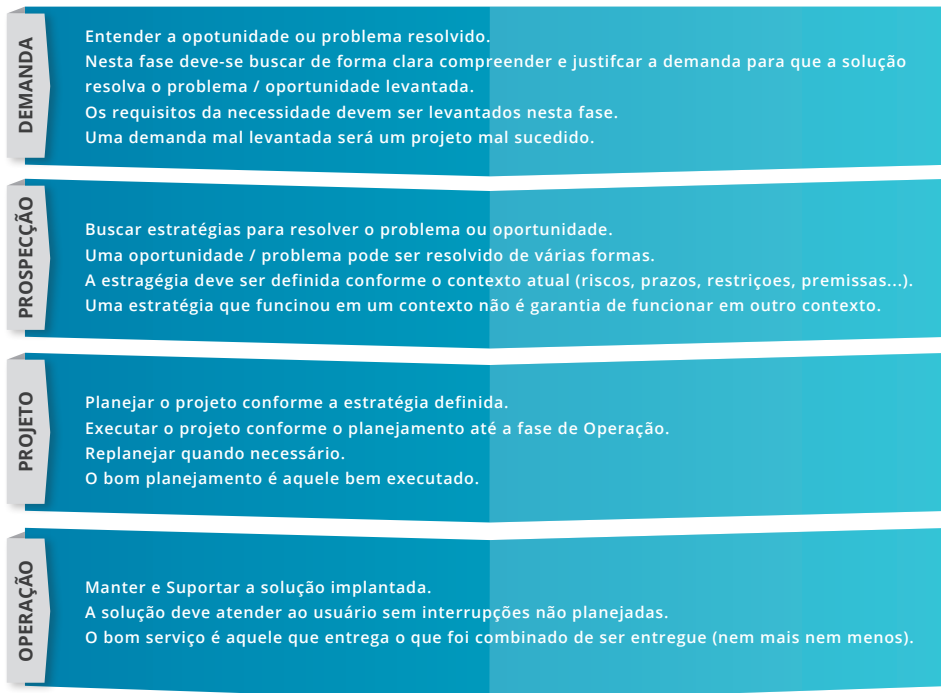 DEMANDA
Entender a opotunidade ou problema resolvido.
Nesta fase deve-se buscar de forma clara compreender e justifcar a demanda para que a solução
resolva o problema / oportunidade levantada.
Os requisitos da necessidade devem ser levantados nesta fase.
Uma demanda mal levantada será um projeto mal sucedido.
PROSPECÇÃO
Buscar estratégias para resolver o problema ou oportunidade.
Uma oportunidade / problema pode ser resolvido de várias formas.
A estragégia deve ser definida conforme o contexto atual (riscos, prazos, restriçoes, premissas...).
Uma estratégia que funcinou em um contexto não é garantia de funcionar em outro contexto.
PROJETO
Planejar o projeto conforme a estratégia definida.
Executar o projeto conforme o planejamento até a fase de Operação.
Replanejar quando necessário.
O bom planejamento é aquele bem executado.
OPERAÇÃO
Manter e Suportar a solução implantada.
A solução deve atender ao usuário sem interrupções não planejadas.
O bom serviço é aquele que entrega o que foi combinado de ser entregue (nem mais nem menos).